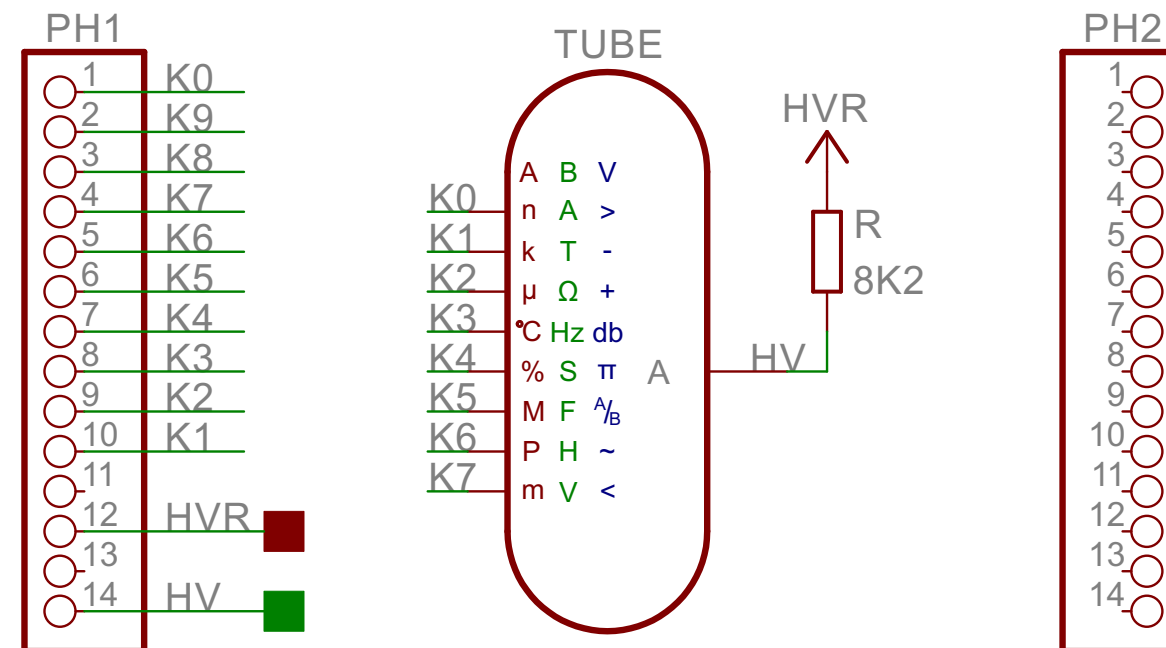 PH1
1 K0
2 K9
3 K8
4 K7
5 K6
6 K5
7 K4
8 K3
9 K2
10 K1
11
12 HVR
13
14 HV
TUBE
A B V
K0 n A >
K1 k T -
K2 µ Ω +
K3 °C Hz db
K4 % S π A HV
K5 M F A/B
K6 P H ~
K7 m V <
HVR
R
8K2
PH2
1
2
3
4
5
6
7
8
9
10
11
12
13
14